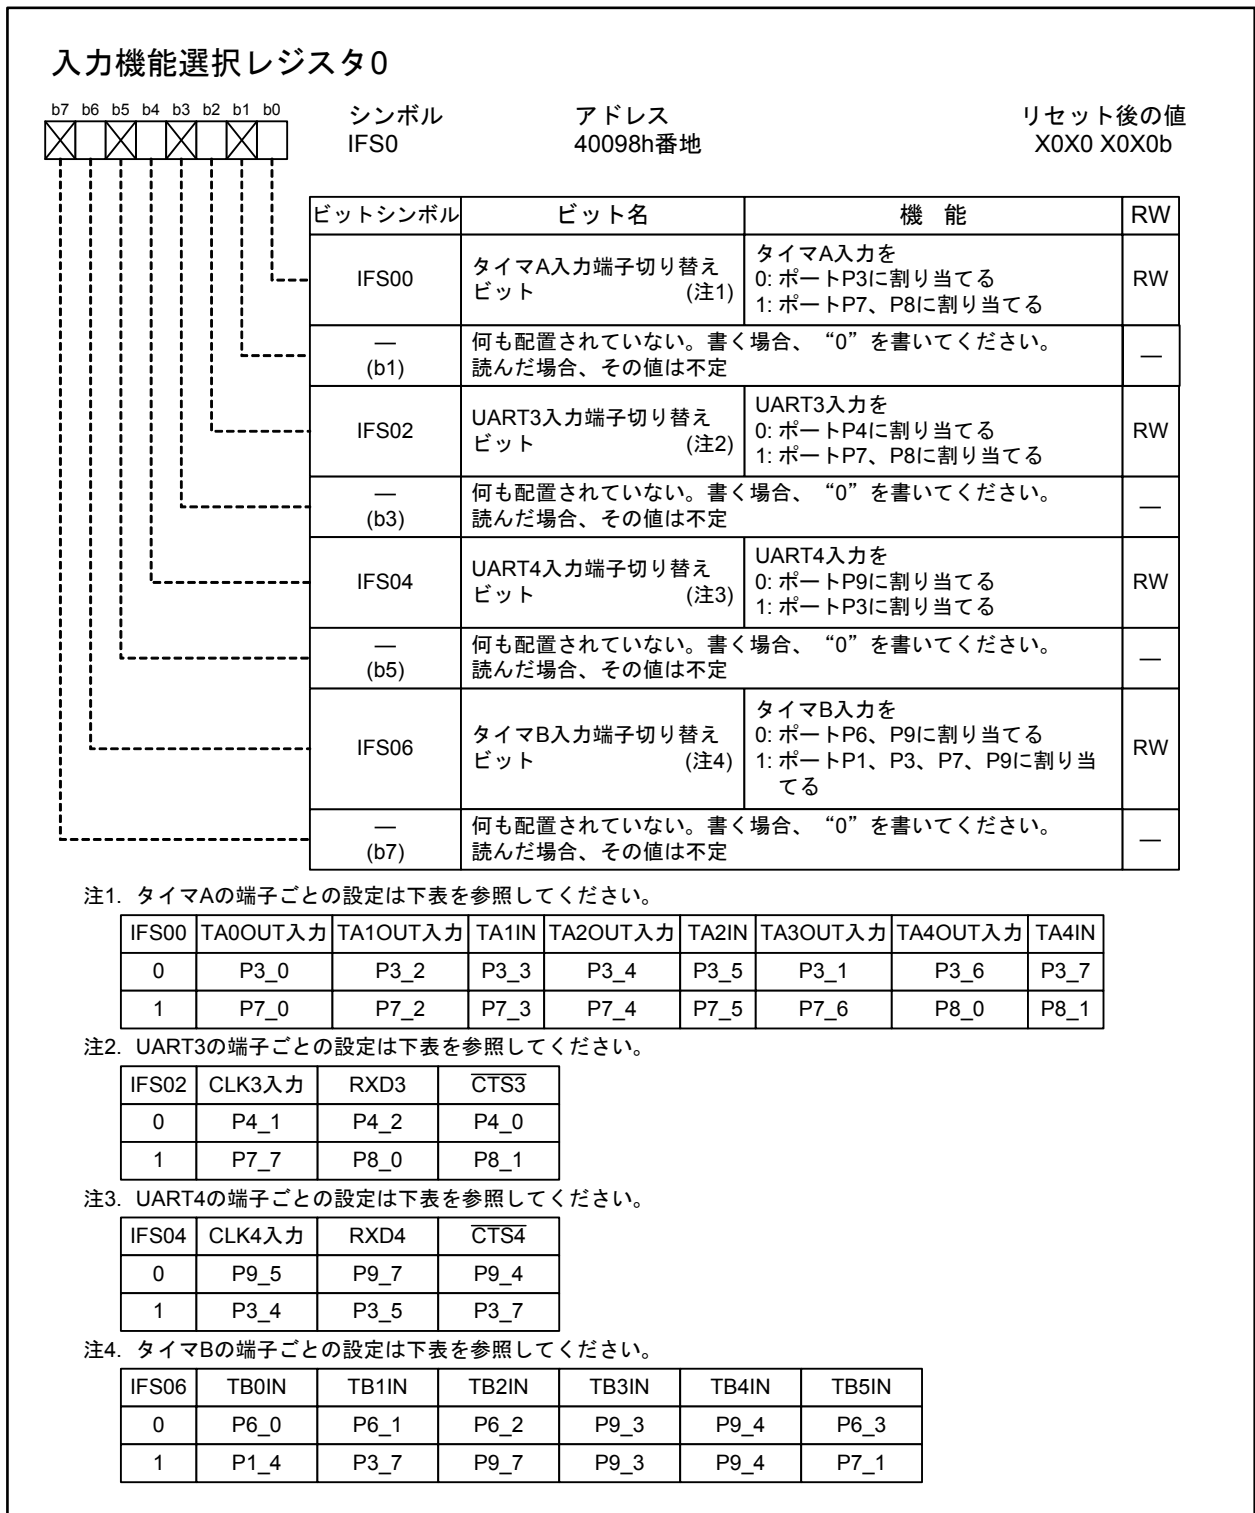 入力機能選択レジスタ0
b7 b6 b5 b4 b3 b2 b1 b0
シンボル アドレス リセット後の値
IFS0 40098h番地 X0X0 X0X0b
ビットシンボル ビット名 機 能 RW
IFS00 タイマA入力端子切り替え
ビット (注1) タイマA入力を
0: ポートP3に割り当てる
1: ポートP7、P8に割り当てる RW
—
(b1) 何も配置されていない。書く場合、“0”を書いてください。
読んだ場合、その値は不定 —
IFS02 UART3入力端子切り替え
ビット (注2) UART3入力を
0: ポートP4に割り当てる
1: ポートP7、P8に割り当てる RW
—
(b3) 何も配置されていない。書く場合、“0”を書いてください。
読んだ場合、その値は不定 —
IFS04 UART4入力端子切り替え
ビット (注3) UART4入力を
0: ポートP9に割り当てる
1: ポートP3に割り当てる RW
—
(b5) 何も配置されていない。書く場合、“0”を書いてください。
読んだ場合、その値は不定 —
IFS06 タイマB入力端子切り替え
ビット (注4) タイマB入力を
0: ポートP6、P9に割り当てる
1: ポートP1、P3、P7、P9に割り当
てる RW
—
(b7) 何も配置されていない。書く場合、“0”を書いてください。
読んだ場合、その値は不定 —
注1. タイマAの端子ごとの設定は下表を参照してください。
IFS00 TA0OUT入力 TA1OUT入力 TA1IN TA2OUT入力 TA2IN TA3OUT入力 TA4OUT入力 TA4IN
0 P3_0 P3_2 P3_3 P3_4 P3_5 P3_1 P3_6 P3_7
1 P7_0 P7_2 P7_3 P7_4 P7_5 P7_6 P8_0 P8_1
注2. UART3の端子ごとの設定は下表を参照してください。
IFS02 CLK3入力 RXD3 CTS3
0 P4_1 P4_2 P4_0
1 P7_7 P8_0 P8_1
注3. UART4の端子ごとの設定は下表を参照してください。
IFS04 CLK4入力 RXD4 CTS4
0 P9_5 P9_7 P9_4
1 P3_4 P3_5 P3_7
注4. タイマBの端子ごとの設定は下表を参照してください。
IFS06 TB0IN TB1IN TB2IN TB3IN TB4IN TB5IN
0 P6_0 P6_1 P6_2 P9_3 P9_4 P6_3
1 P1_4 P3_7 P9_7 P9_3 P9_4 P7_1